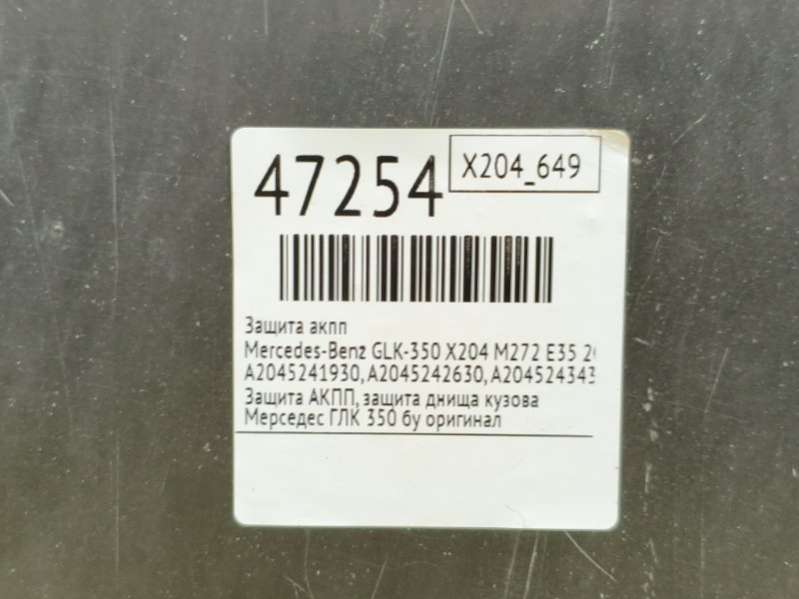 47254
X204_649
Защита акпп
Mercedes-Benz GLK-350 X204 M272 E35
A2045241930, A2045242630, A204524343
Защита АКПП, защита днища кузова
Мерседес ГЛК 350 бу оригинал